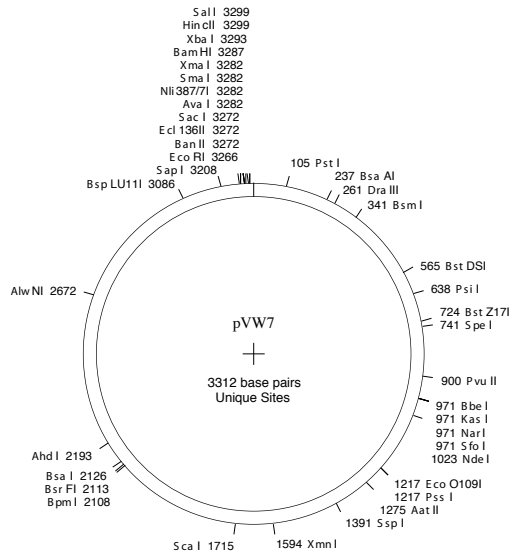 Sal I 3299
Hinc II 3299
Xba I 3293
Bam HI 3287
Xma I 3282
Sma I 3282
Nli 387/7I 3282
Ava I 3282
Sac I 3272
Ecl 136II 3272
Ban II 3272
Eco RI 3266
Sap I 3208
Bsp LU11I 3086
105 Pst I
237 Bsa AI
261 Dra III
341 Bsm I
565 Bst DSI
638 Psi I
724 Bst Z17I
741 Spe I
900 Pvu II
971 Bbe I
971 Kas I
971 Nar I
971 Sfo I
1023 Nde I
1217 Eco O109I
1217 Pss I
1275 Aat II
1391 Ssp I
1594 Xmn I
Sca I 1715
Bpm I 2108
Bsr FI 2113
Bsa I 2126
Ahd I 2193
Alw NI 2672
pVW7
3312 base pairs
Unique Sites